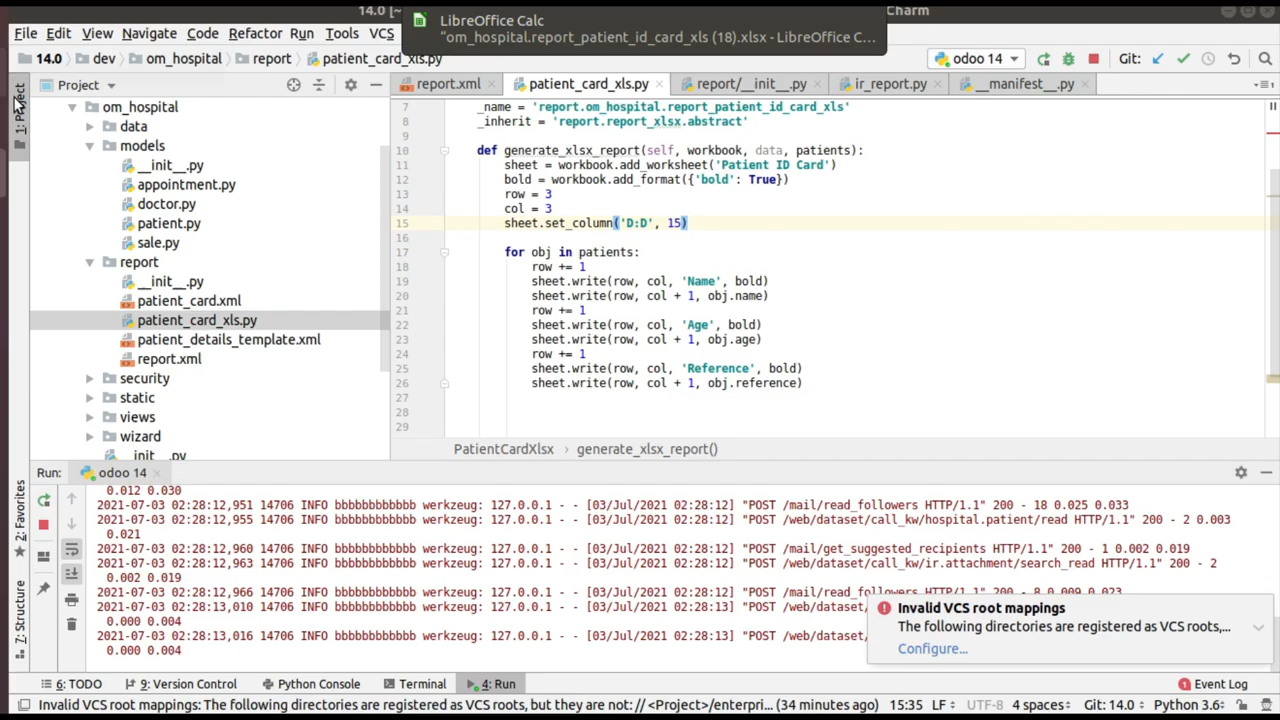 14.0 [~
Charm
LibreOffice Calc
“om_hospital.report_patient_id_card_xls (18).xlsx - LibreOffice C...
File Edit View Navigate Code Refactor Run Tools VCS
14.0 dev om_hospital report patient_card_xls.py odoo 14 Git:
1: Project
Project
report.xml patient_card_xls.py report/__init__.py ir_report.py __manifest__.py
om_hospital
data
models
__init__.py
appointment.py
doctor.py
patient.py
sale.py
report
__init__.py
patient_card.xml
patient_card_xls.py
patient_details_template.xml
report.xml
security
static
views
wizard
__init__.py
7 _name = 'report.om_hospital.report_patient_id_card_xls'
8 _inherit = 'report.report_xlsx.abstract'
9
10 def generate_xlsx_report(self, workbook, data, patients):
11 sheet = workbook.add_worksheet('Patient ID Card')
12 bold = workbook.add_format({'bold': True})
13 row = 3
14 col = 3
15 sheet.set_column('D:D', 15)
16
17 for obj in patients:
18 row += 1
19 sheet.write(row, col, 'Name', bold)
20 sheet.write(row, col + 1, obj.name)
21 row += 1
22 sheet.write(row, col, 'Age', bold)
23 sheet.write(row, col + 1, obj.age)
24 row += 1
25 sheet.write(row, col, 'Reference', bold)
26 sheet.write(row, col + 1, obj.reference)
27
28
29
PatientCardXlsx › generate_xlsx_report()
Run: odoo 14
2: Favorites
7: Structure
0.012 0.030
2021-07-03 02:28:12,951 14706 INFO bbbbbbbbbbbb werkzeug: 127.0.0.1 - - [03/Jul/2021 02:28:12] "POST /mail/read_followers HTTP/1.1" 200 - 18 0.025 0.033
2021-07-03 02:28:12,955 14706 INFO bbbbbbbbbbbb werkzeug: 127.0.0.1 - - [03/Jul/2021 02:28:12] "POST /web/dataset/call_kw/hospital.patient/read HTTP/1.1" 200 - 2 0.003
0.021
2021-07-03 02:28:12,960 14706 INFO bbbbbbbbbbbb werkzeug: 127.0.0.1 - - [03/Jul/2021 02:28:12] "POST /mail/get_suggested_recipients HTTP/1.1" 200 - 1 0.002 0.019
2021-07-03 02:28:12,963 14706 INFO bbbbbbbbbbbb werkzeug: 127.0.0.1 - - [03/Jul/2021 02:28:12] "POST /web/dataset/call_kw/ir.attachment/search_read HTTP/1.1" 200 - 2
0.002 0.019
2021-07-03 02:28:12,966 14706 INFO bbbbbbbbbbbb werkzeug: 127.0.0.1 - - [03/Jul/2021 02:28:12] "POST /mail/read_followers HTTP/1.1" 200 - 8 0.009 0.023
2021-07-03 02:28:13,010 14706 INFO bbbbbbbbbbbb werkzeug: 127.0.0.1 - - [03/Jul/2021 02:28:13] "POST /web/dataset/
0.000 0.004
2021-07-03 02:28:13,016 14706 INFO bbbbbbbbbbbb werkzeug: 127.0.0.1 - - [03/Jul/2021 02:28:13] "POST /web/dataset/
0.000 0.004
Invalid VCS root mappings
The following directories are registered as VCS roots,...
Configure...
6: TODO 9: Version Control Python Console Terminal 4: Run 1 Event Log
Invalid VCS root mappings: The following directories are registered as VCS roots, but they are not: // <Project>/enterpri... (34 minutes ago) 15:35 LF UTF-8 4 spaces Git: 14.0 Python 3.6